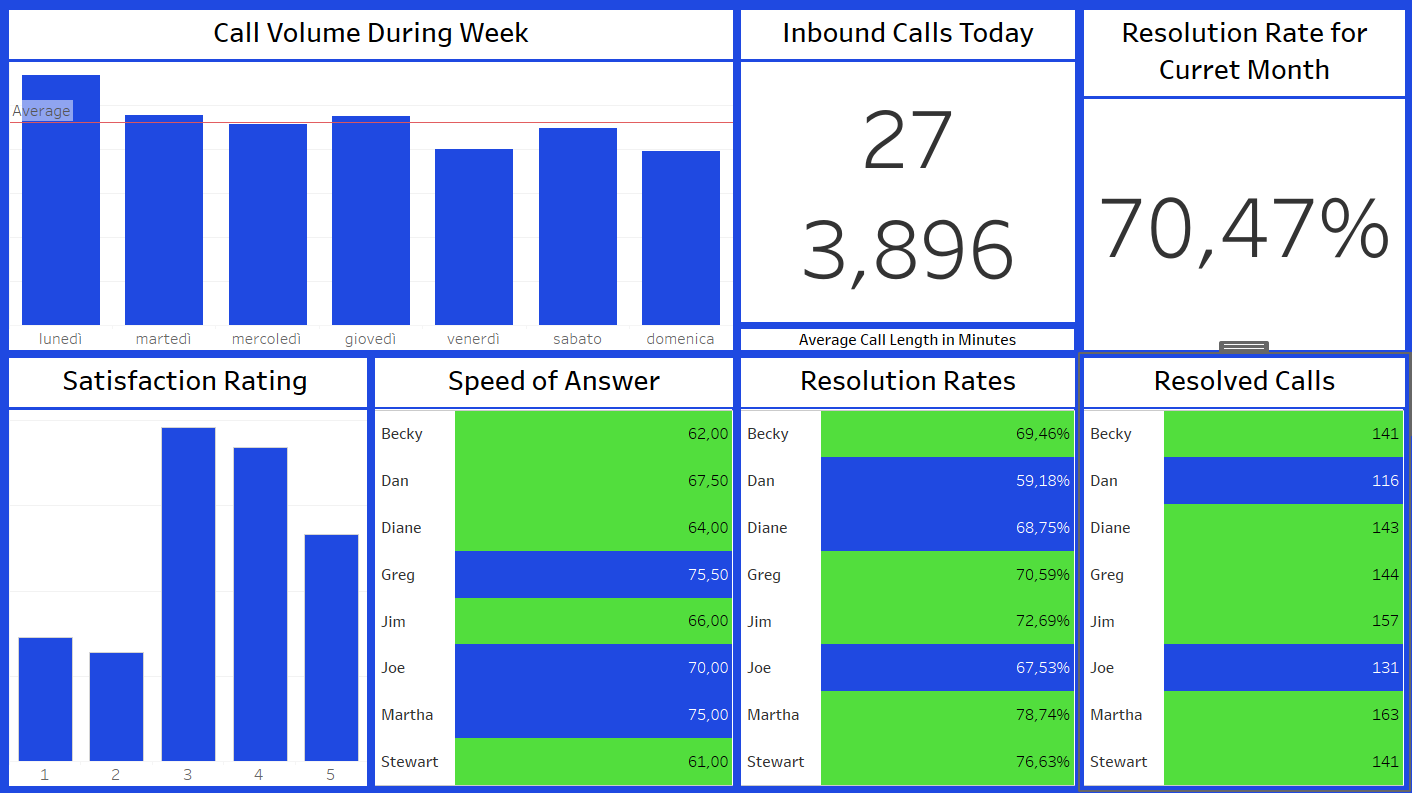 Call Volume During Week
Average
lunedì martedì mercoledì giovedì venerdì sabato domenica
Inbound Calls Today
27
3,896
Average Call Length in Minutes
Resolution Rate for
Curret Month
70,47%
Satisfaction Rating
1 2 3 4 5
Speed of Answer
Becky 62,00
Dan 67,50
Diane 64,00
Greg 75,50
Jim 66,00
Joe 70,00
Martha 75,00
Stewart 61,00
Resolution Rates
Becky 69,46%
Dan 59,18%
Diane 68,75%
Greg 70,59%
Jim 72,69%
Joe 67,53%
Martha 78,74%
Stewart 76,63%
Resolved Calls
Becky 141
Dan 116
Diane 143
Greg 144
Jim 157
Joe 131
Martha 163
Stewart 141